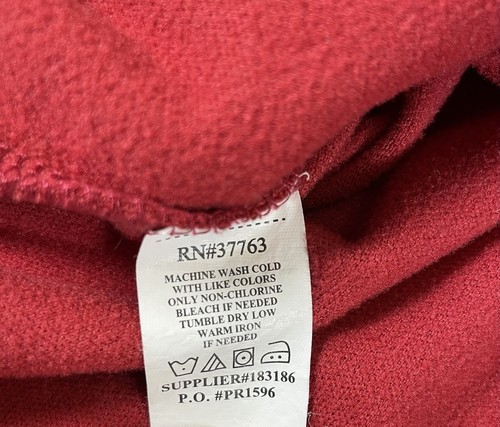 RN#37763
MACHINE WASH COLD
WITH LIKE COLORS
ONLY NON-CHLORINE
BLEACH IF NEEDED
TUMBLE DRY LOW
WARM IRON
IF NEEDED
SUPPLIER#183186
P.O. #PR1596